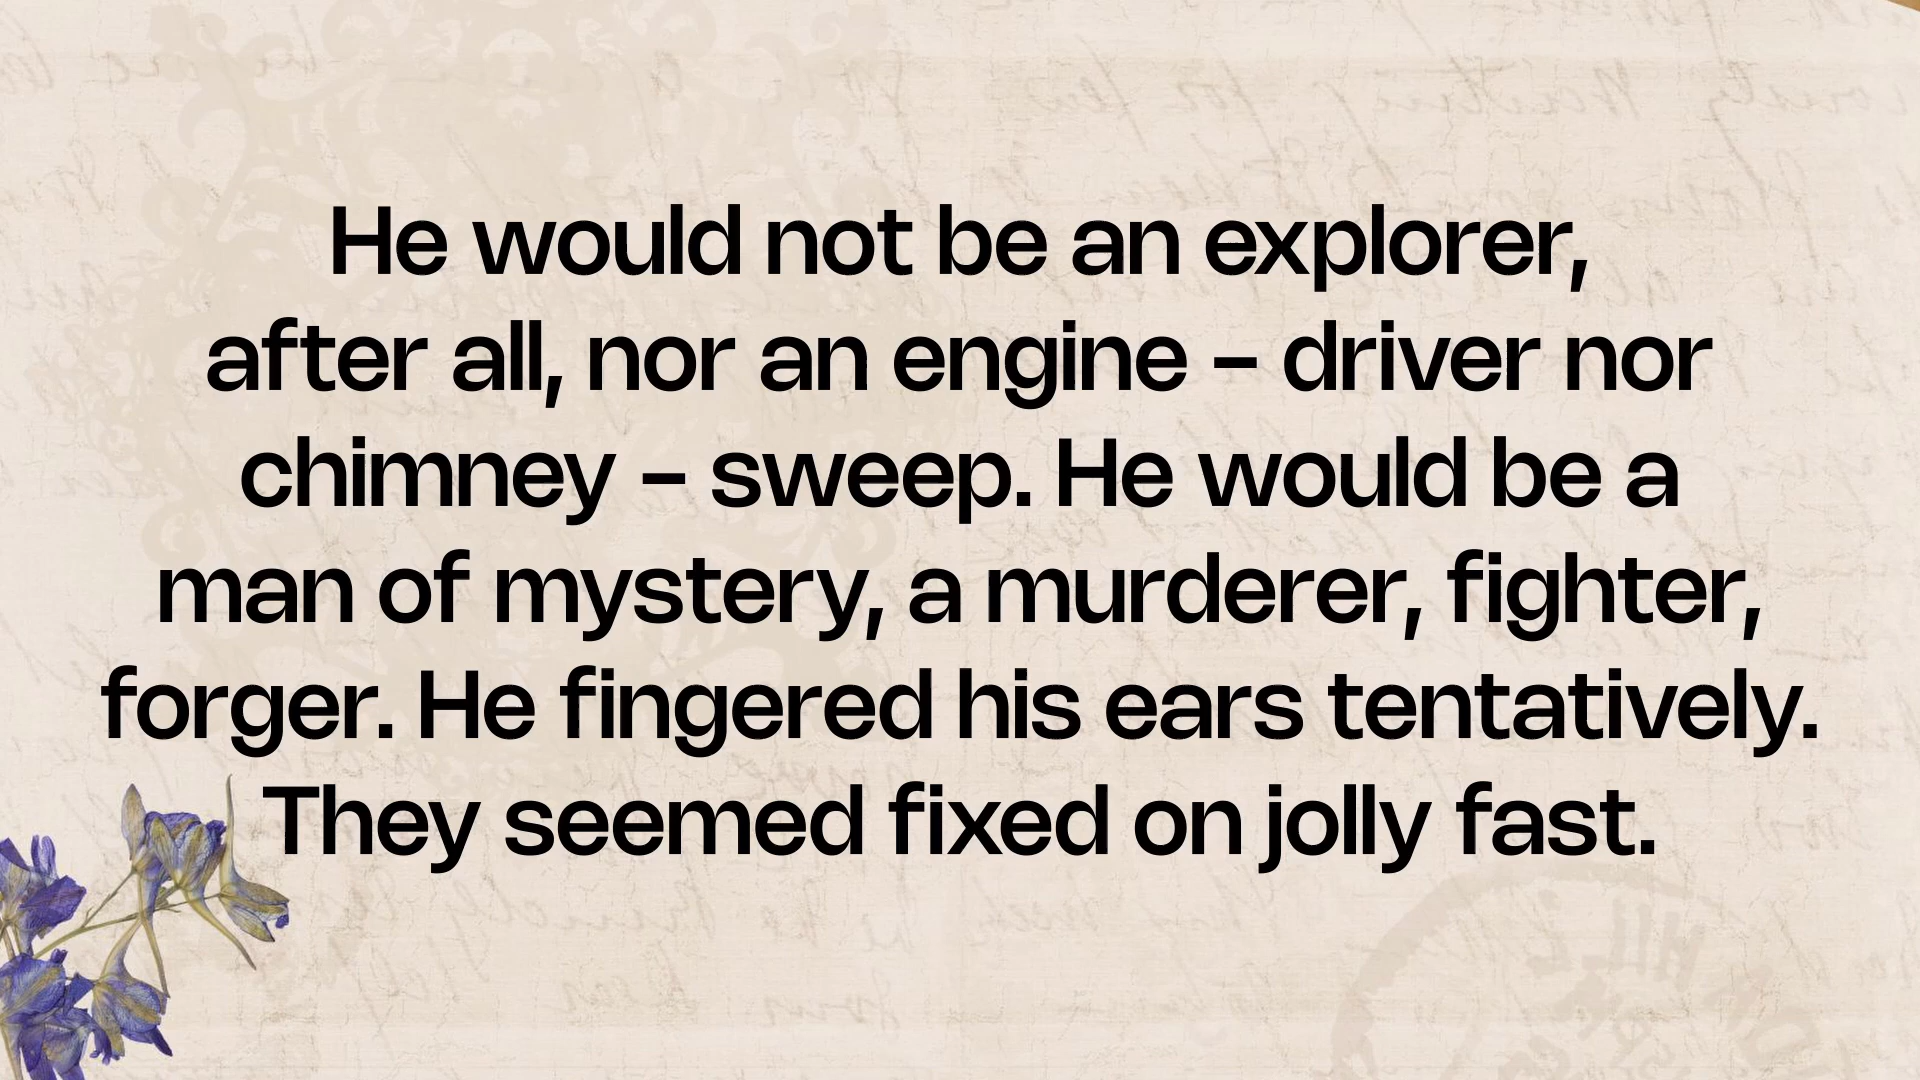 He would not be an explorer,
after all, nor an engine – driver nor
chimney – sweep. He would be a
man of mystery, a murderer, fighter,
forger. He fingered his ears tentatively.
They seemed fixed on jolly fast.